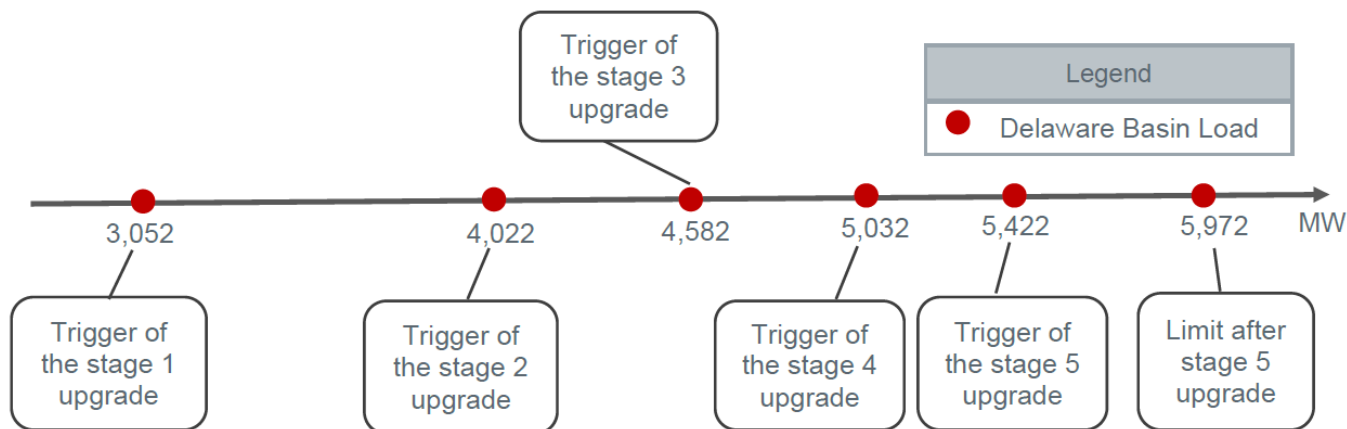 Trigger of
the stage 3
upgrade
Legend
Delaware Basin Load
3,052
4,022
4,582
5,032
5,422
5,972
MW
Trigger of
the stage 1
upgrade
Trigger of
the stage 2
upgrade
Trigger of
the stage 4
upgrade
Trigger of
the stage 5
upgrade
Limit after
stage 5
upgrade